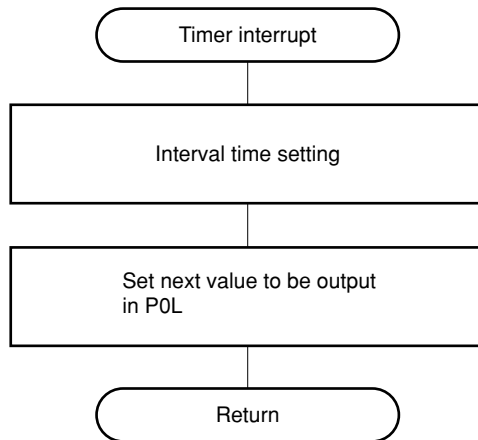 Timer interrupt
Interval time setting
Set next value to be output
in P0L
Return